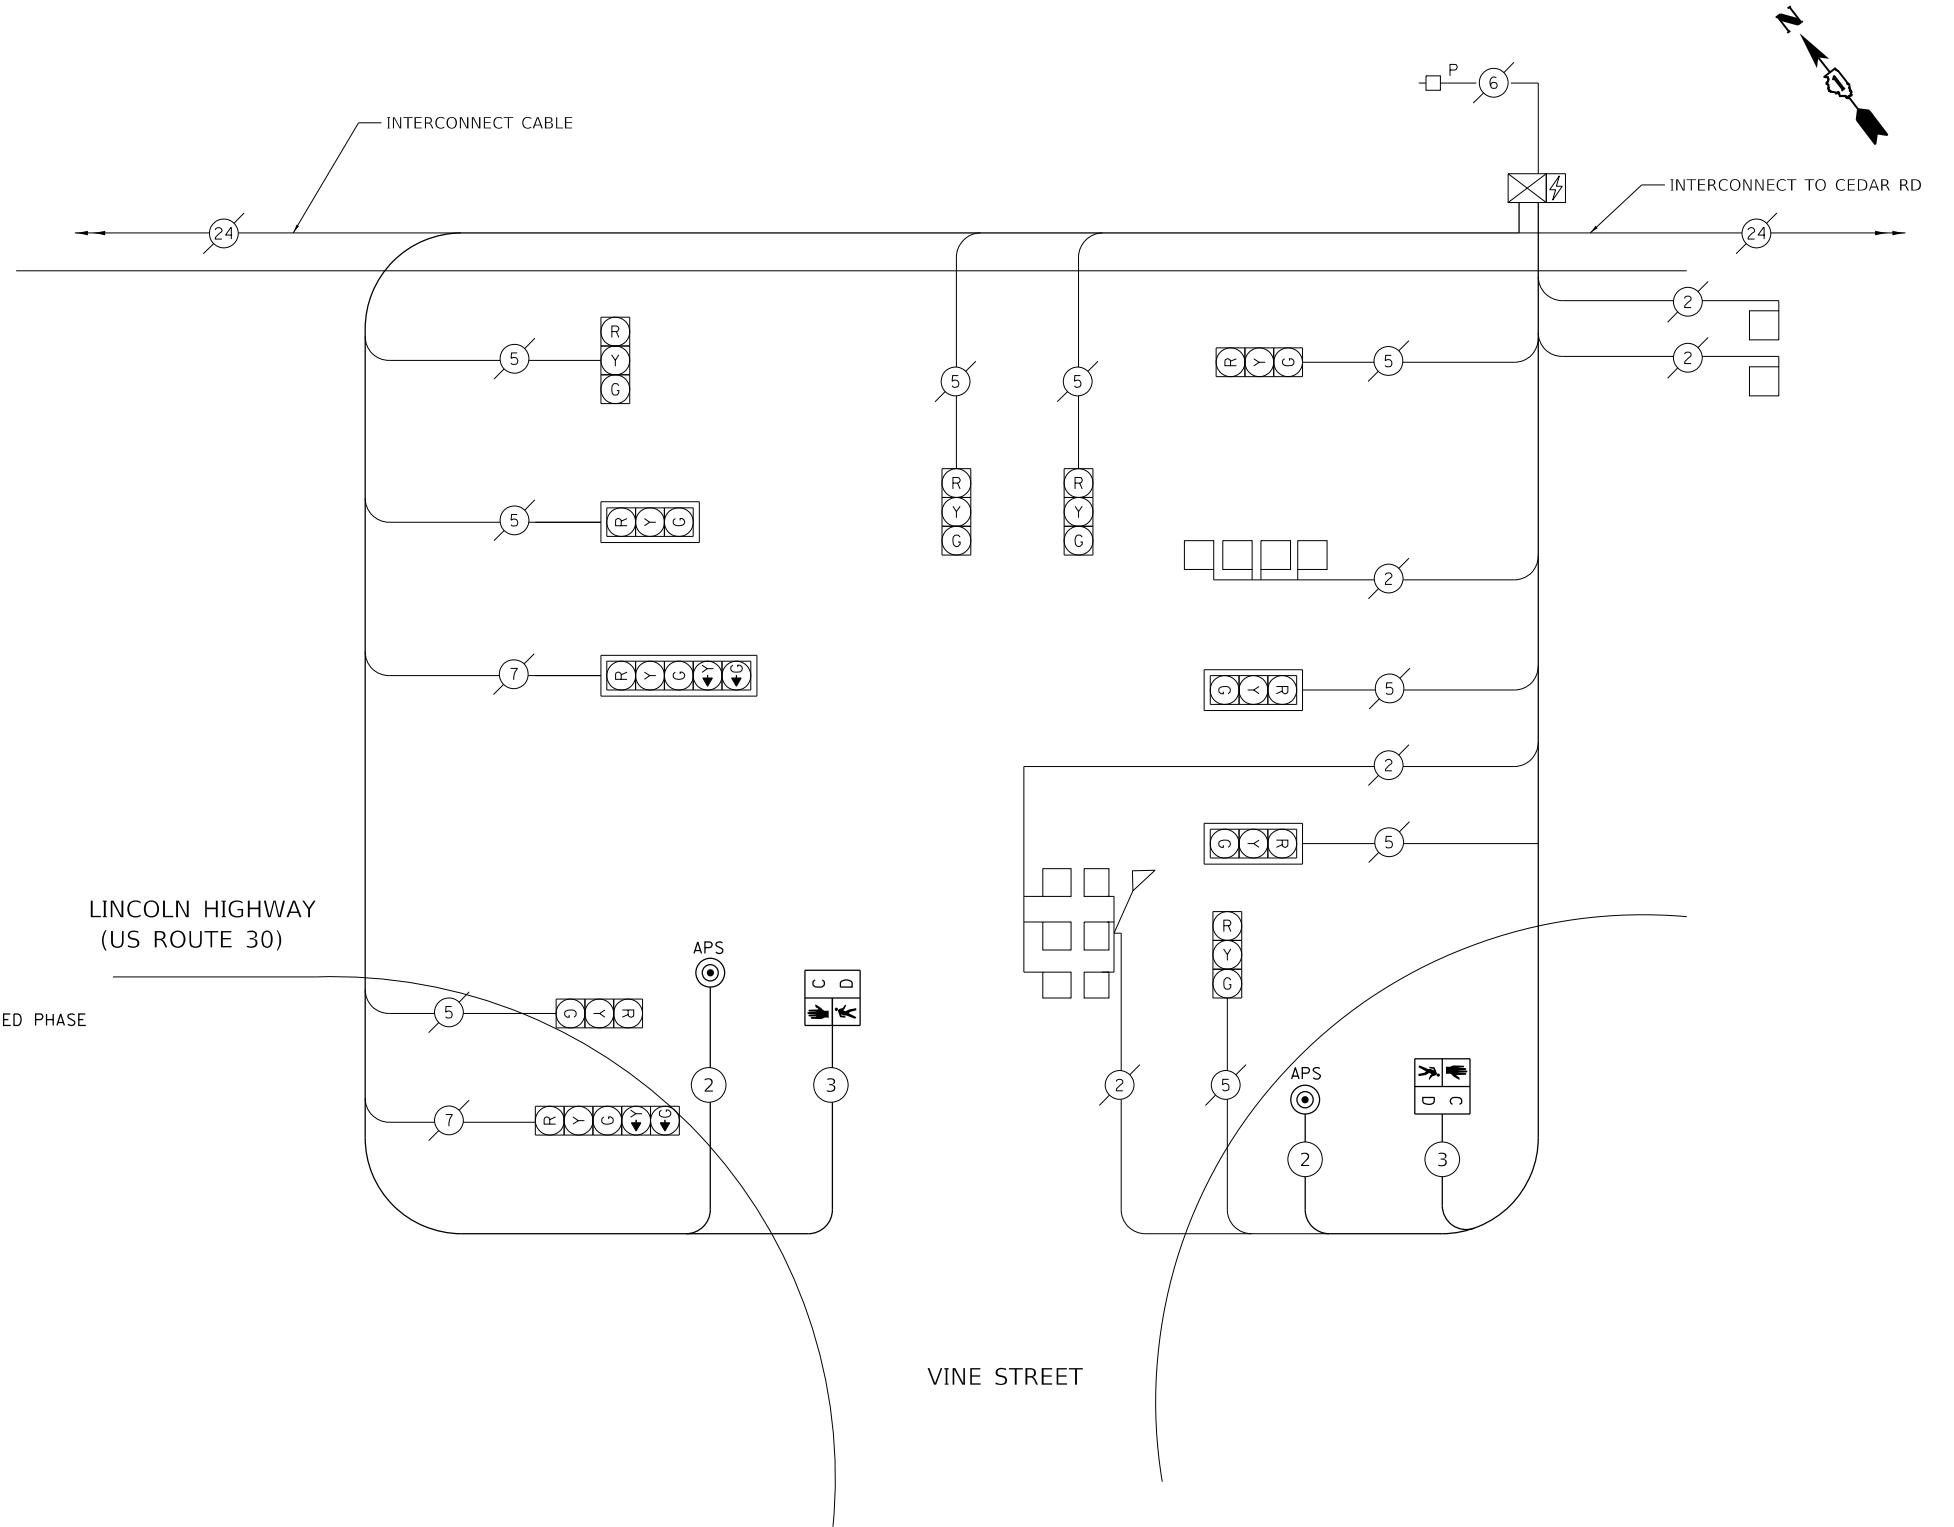 N
P
6
INTERCONNECT CABLE
INTERCONNECT TO CEDAR RD
24
24
2
R
Y
G
5
5
5
R Y G
5
2
5
R Y G
R
Y
G
R
Y
G
2
7
R Y G Y G
R Y G
5
2
R Y G
5
LINCOLN HIGHWAY
(US ROUTE 30)
R
Y
G
APS
C D
ED PHASE
5
G Y R
2
3
2
5
APS
C D
7
R Y G Y G
2
3
VINE STREET